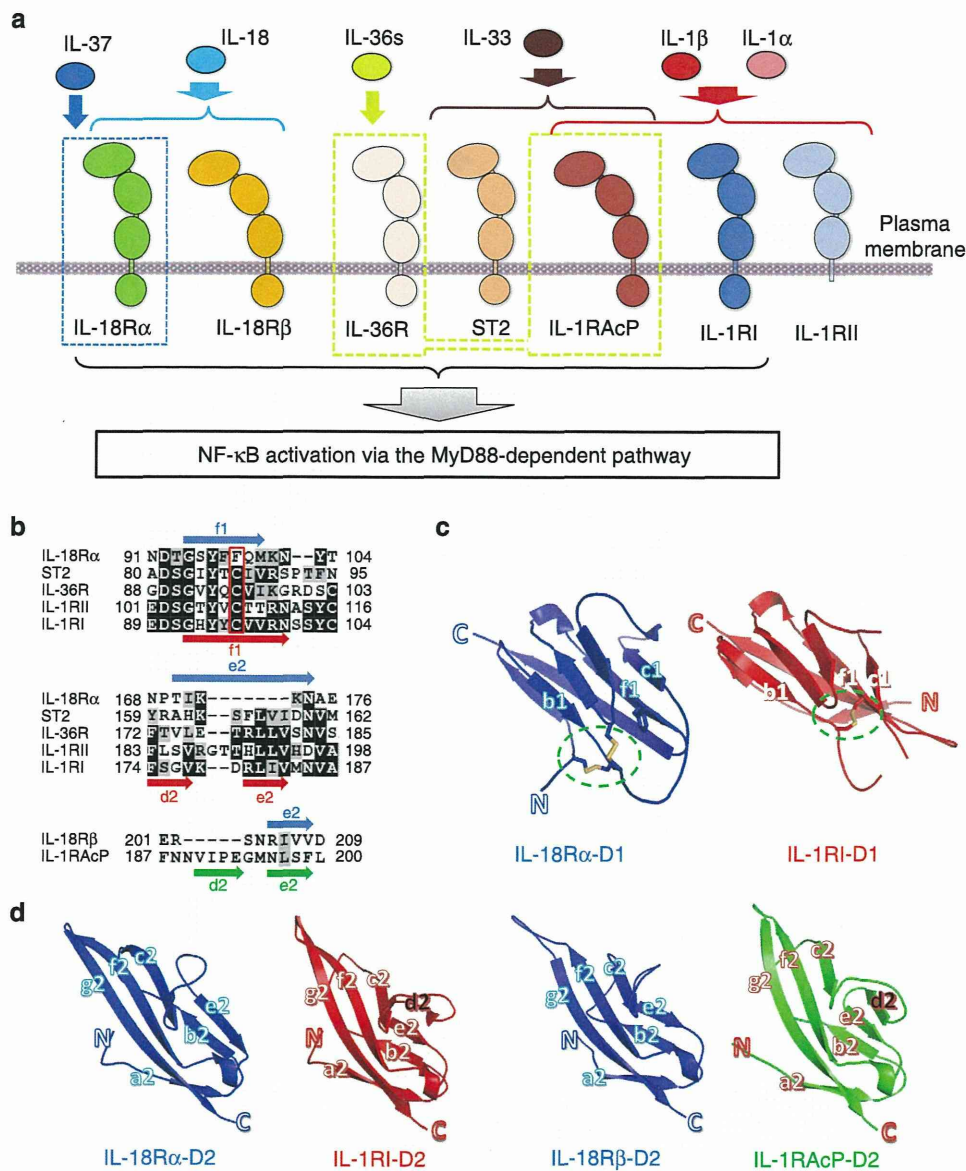 a
IL-37 IL-18 IL-36s IL-33 IL-1β IL-1α
Plasma
membrane
IL-18Rα IL-18Rβ IL-36R ST2 IL-1RAcP IL-1RI IL-1RII
NF-κB activation via the MyD88-dependent pathway
b
f1
IL-18Rα 91 NDTGSYFFQMKN--YT 104
ST2 80 ADSGIYTCIVRSPTFN 95
IL-36R 88 GDSGVYQCVIKGRDSC 103
IL-1RII 101 EDSGTYVCTTRNASYC 116
IL-1RI 89 EDSGHYYCVVRNSSYC 104
f1
e2
IL-18Rα 168 NPTIK-------KNAE 176
ST2 159 YRAHK--SFLVIDNVM 162
IL-36R 172 FTVLE--TRLLVSNVS 185
IL-1RII 183 FLSVRGTTHLLVHDVA 198
IL-1RI 174 FSGVK--DRLIVMNVA 187
d2 e2
e2
IL-18Rβ 201 ER-----SNRIVVD 209
IL-1RAcP 187 FNNVIPEGMNLSFL 200
d2 e2
c
C b1 f1 c1 N
IL-18Rα-D1
C b1 f1 c1 N
IL-1RI-D1
d
g2 f2 c2 e2 b2 N a2 C
IL-18Rα-D2
g2 f2 c2 d2 e2 b2 N a2 C
IL-1RI-D2
g2 f2 c2 e2 b2 N a2 C
IL-18Rβ-D2
g2 f2 c2 d2 e2 b2 N a2 C
IL-1RAcP-D2